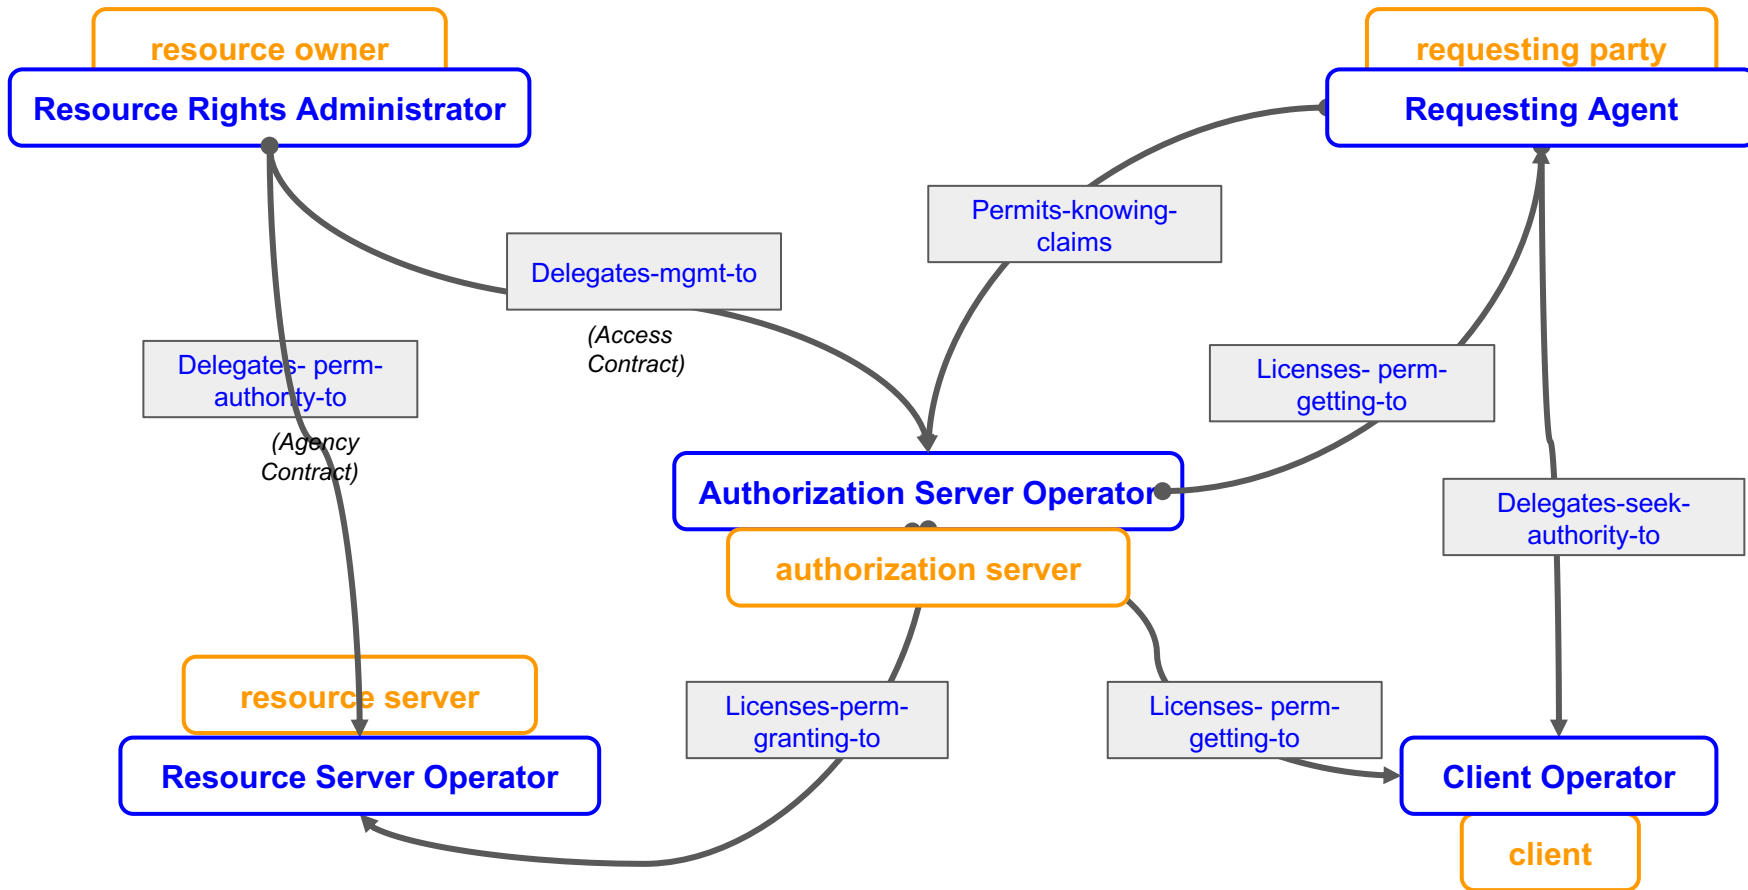 resource owner
Resource Rights Administrator
requesting party
Requesting Agent
Permits-knowing-
claims
Delegates-mgmt-to
(Access
Contract)
Delegates- perm-
authority-to
(Agency
Contract)
Licenses- perm-
getting-to
Authorization Server Operator
authorization server
Delegates-seek-
authority-to
resource server
Resource Server Operator
Licenses-perm-
granting-to
Licenses- perm-
getting-to
Client Operator
client